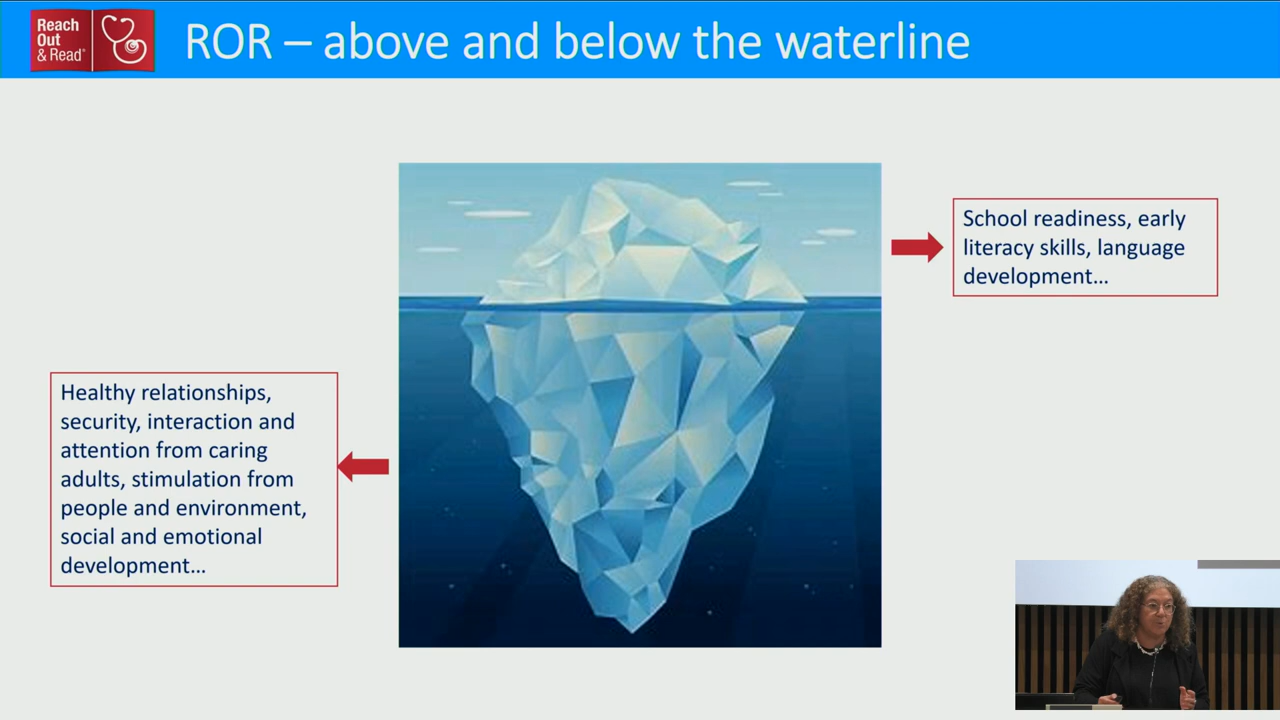 Reach
Out
& Read®
ROR – above and below the waterline
School readiness, early
literacy skills, language
development…
Healthy relationships,
security, interaction and
attention from caring
adults, stimulation from
people and environment,
social and emotional
development…